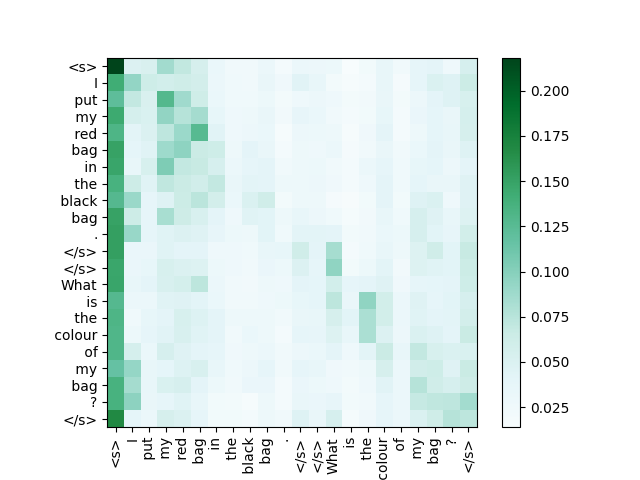 <s>
I
put
my
red
bag
in
the
black
bag
.
</s>
</s>
What
is
the
colour
of
my
bag
?
</s>
<s>
I
put
my
red
bag
in
the
black
bag
.
</s>
</s>
What
is
the
colour
of
my
bag
?
</s>
0.200
0.175
0.150
0.125
0.100
0.075
0.050
0.025